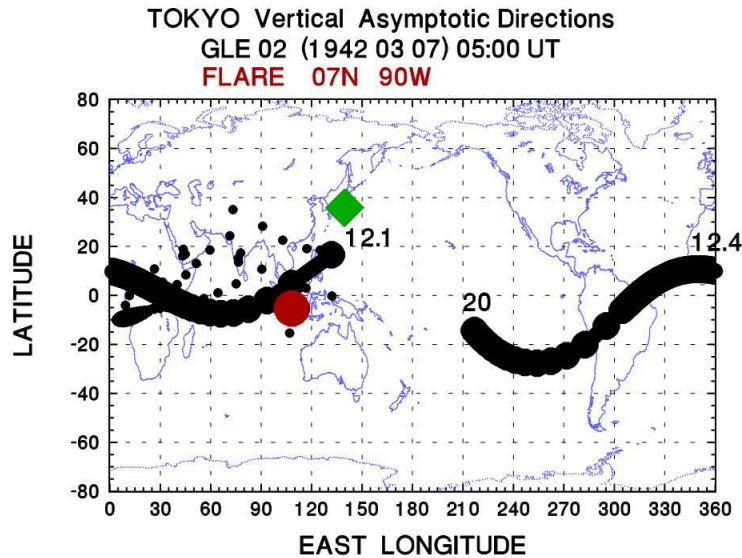 TOKYO Vertical Asymptotic Directions
GLE 02 (1942 03 07) 05:00 UT
FLARE 07N 90W
80
60
40
20
0
-20
-40
-60
-80
LATITUDE
12.1
12.4
20
0 30 60 90 120 150 180 210 240 270 300 330 360
EAST LONGITUDE